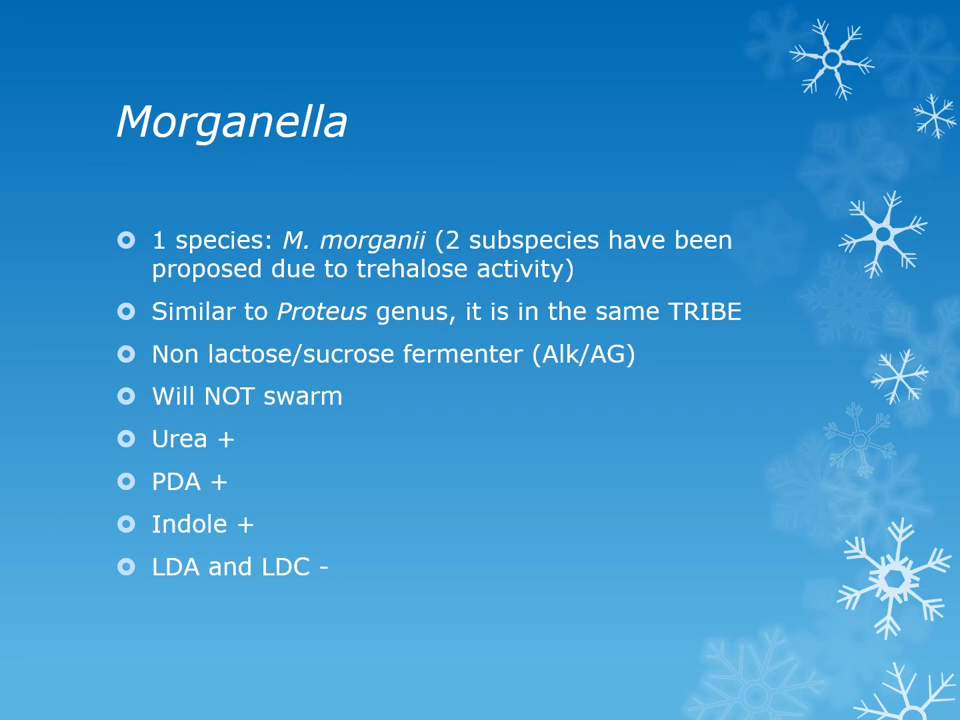 Morganella
1 species: M. morganii (2 subspecies have been
proposed due to trehalose activity)
Similar to Proteus genus, it is in the same TRIBE
Non lactose/sucrose fermenter (Alk/AG)
Will NOT swarm
Urea +
PDA +
Indole +
LDA and LDC -